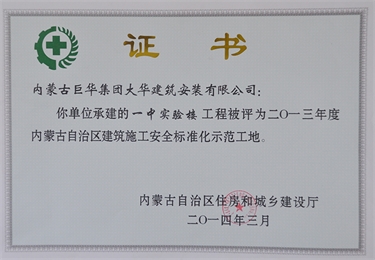 证书
内蒙古巨华集团大华建筑安装有限公司：
你单位承建的一中实验楼工程被评为二〇一三年度
内蒙古自治区建筑施工安全标准化示范工地。
内蒙古自治区住房和城乡建设厅
二〇一四年三月